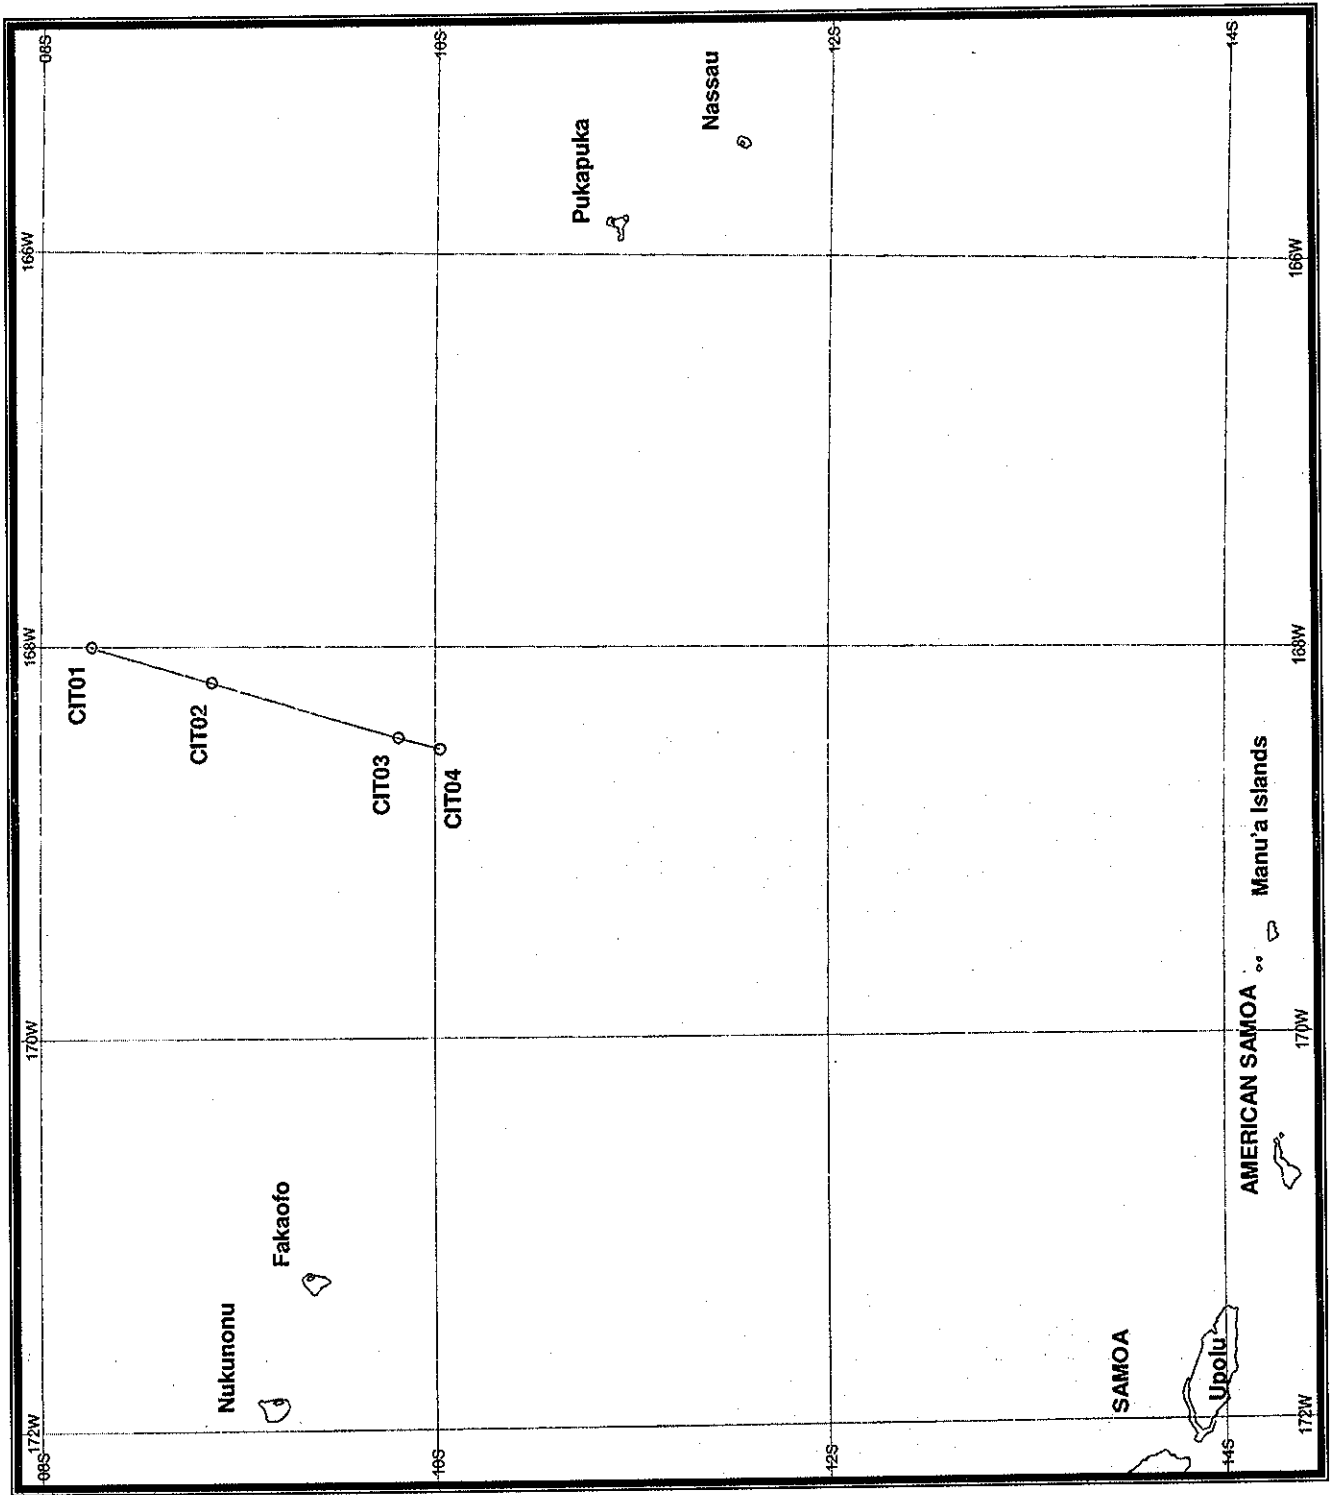 172W
170W
168W
166W
08S
08S
Nukunonu
Fakaofo
CIT01
CIT02
CIT03
CIT04
10S
10S
Pukapuka
Nassau
12S
12S
SAMOA
Upolu
AMERICAN SAMOA
Manu'a Islands
14S
14S
172W
170W
168W
166W